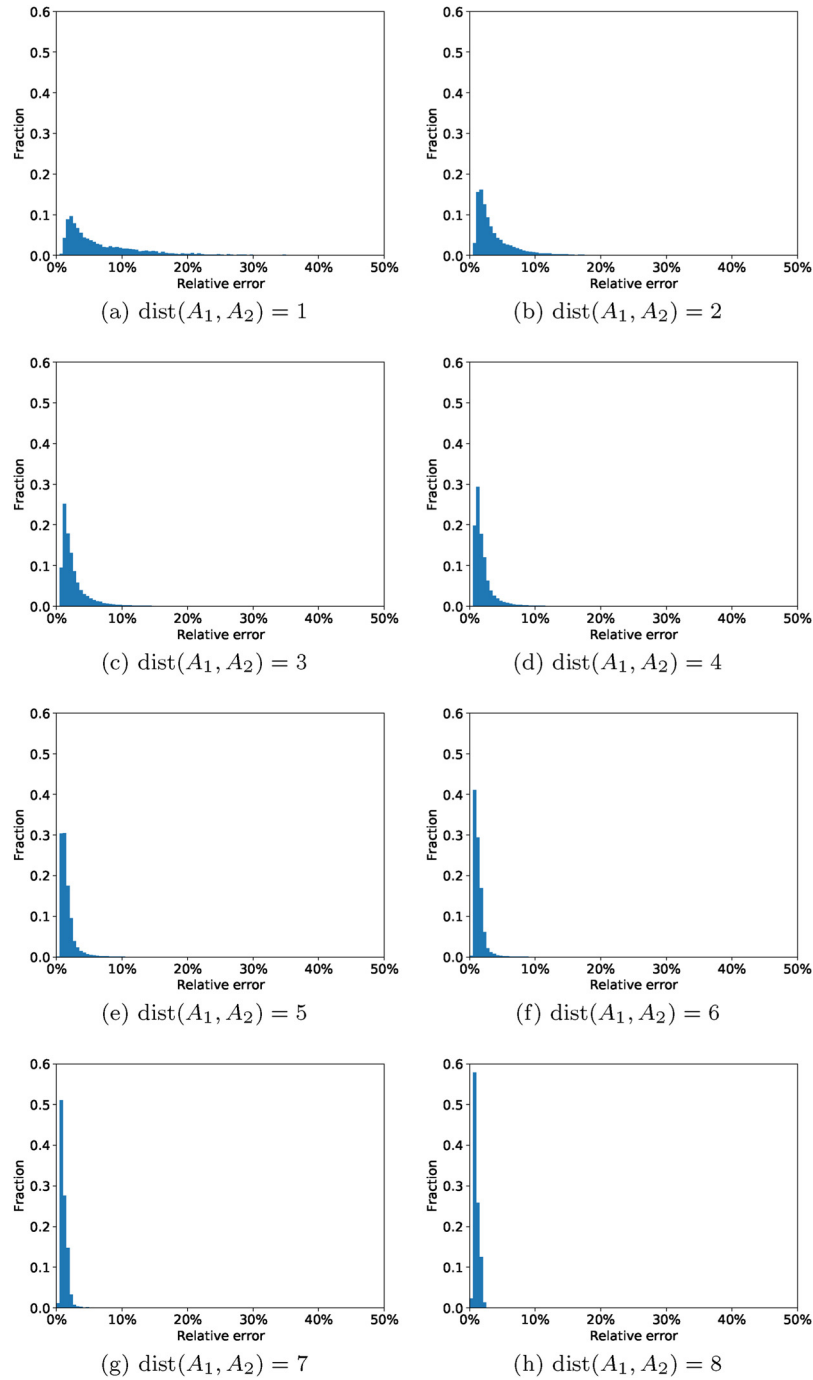 0.6
0.5
0.4
0.3
0.2
0.1
0.0
Fraction
0% 10% 20% 30% 40% 50%
Relative error
(a) dist(A₁, A₂) = 1
0.6
0.5
0.4
0.3
0.2
0.1
0.0
Fraction
0% 10% 20% 30% 40% 50%
Relative error
(b) dist(A₁, A₂) = 2
0.6
0.5
0.4
0.3
0.2
0.1
0.0
Fraction
0% 10% 20% 30% 40% 50%
Relative error
(c) dist(A₁, A₂) = 3
0.6
0.5
0.4
0.3
0.2
0.1
0.0
Fraction
0% 10% 20% 30% 40% 50%
Relative error
(d) dist(A₁, A₂) = 4
0.6
0.5
0.4
0.3
0.2
0.1
0.0
Fraction
0% 10% 20% 30% 40% 50%
Relative error
(e) dist(A₁, A₂) = 5
0.6
0.5
0.4
0.3
0.2
0.1
0.0
Fraction
0% 10% 20% 30% 40% 50%
Relative error
(f) dist(A₁, A₂) = 6
0.6
0.5
0.4
0.3
0.2
0.1
0.0
Fraction
0% 10% 20% 30% 40% 50%
Relative error
(g) dist(A₁, A₂) = 7
0.6
0.5
0.4
0.3
0.2
0.1
0.0
Fraction
0% 10% 20% 30% 40% 50%
Relative error
(h) dist(A₁, A₂) = 8